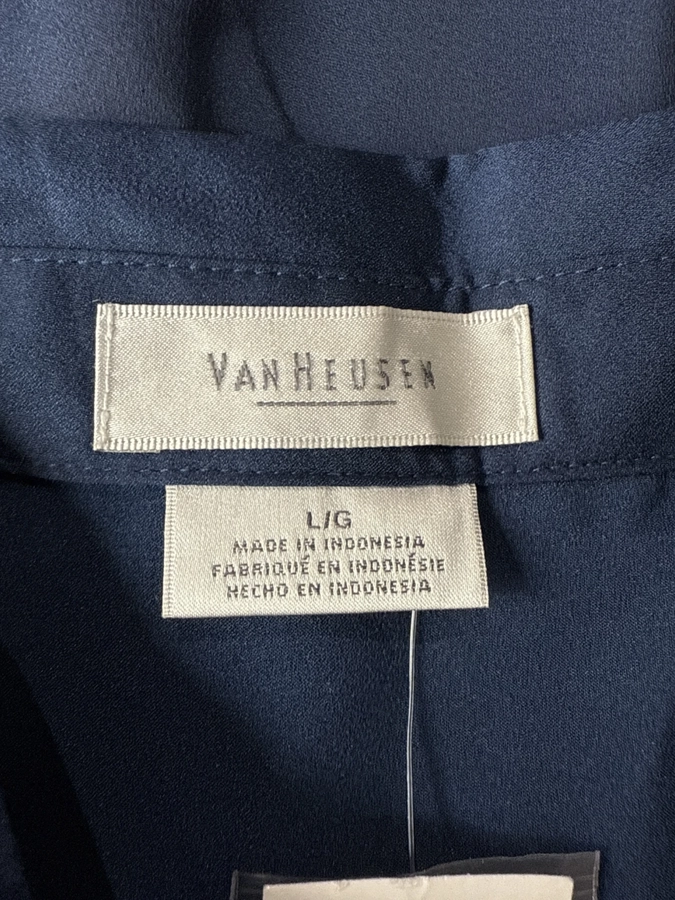 VAN HEUSEN
L/G
MADE IN INDONESIA
FABRIQUÉ EN INDONÉSIE
HECHO EN INDONESIA